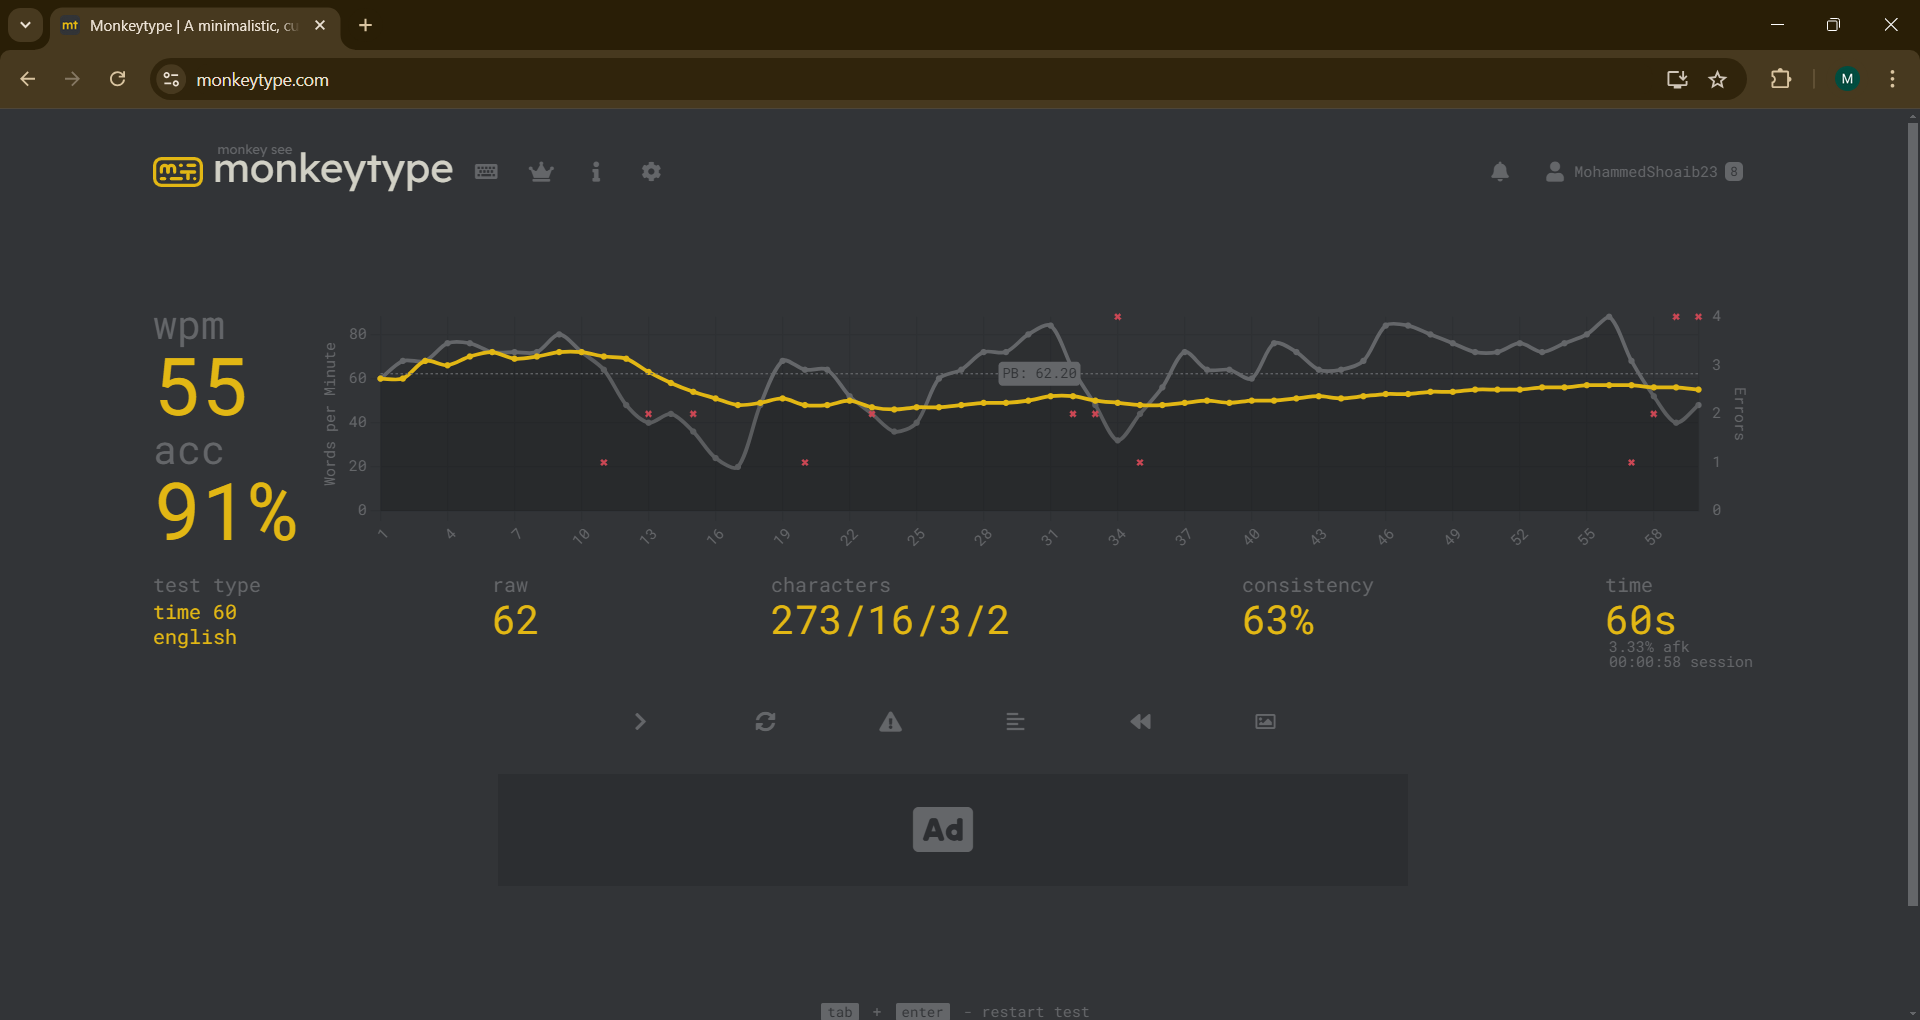 mt Monkeytype | A minimalistic, cu
monkeytype.com
M
monkey see
monkeytype
MohammedShoaib23 8
wpm
55
acc
91%
Words per Minute
80
60
40
20
0
PB: 62.20
4
3
2
1
0
Errors
1 4 7 10 13 16 19 22 25 28 31 34 37 40 43 46 49 52 55 58
test type
time 60
english
raw
62
characters
273/16/3/2
consistency
63%
time
60s
3.33% afk
00:00:58 session
Ad
tab + enter - restart test